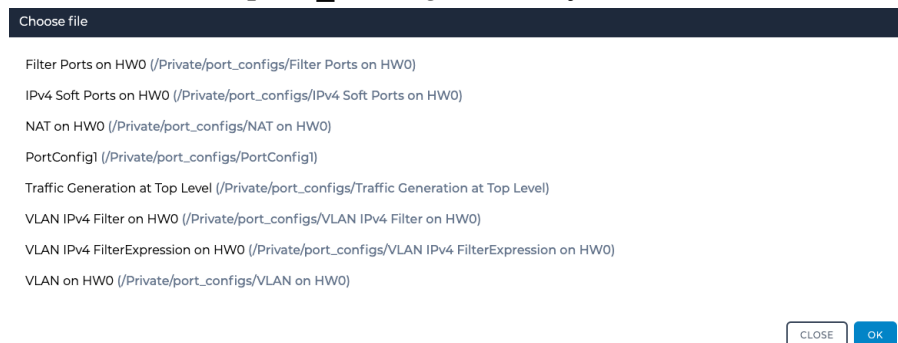 Choose file
Filter Ports on HW0 (/Private/port_configs/Filter Ports on HW0)
IPv4 Soft Ports on HW0 (/Private/port_configs/IPv4 Soft Ports on HW0)
NAT on HW0 (/Private/port_configs/NAT on HW0)
PortConfig1 (/Private/port_configs/PortConfig1)
Traffic Generation at Top Level (/Private/port_configs/Traffic Generation at Top Level)
VLAN IPv4 Filter on HW0 (/Private/port_configs/VLAN IPv4 Filter on HW0)
VLAN IPv4 FilterExpression on HW0 (/Private/port_configs/VLAN IPv4 FilterExpression on HW0)
VLAN on HW0 (/Private/port_configs/VLAN on HW0)
CLOSE OK